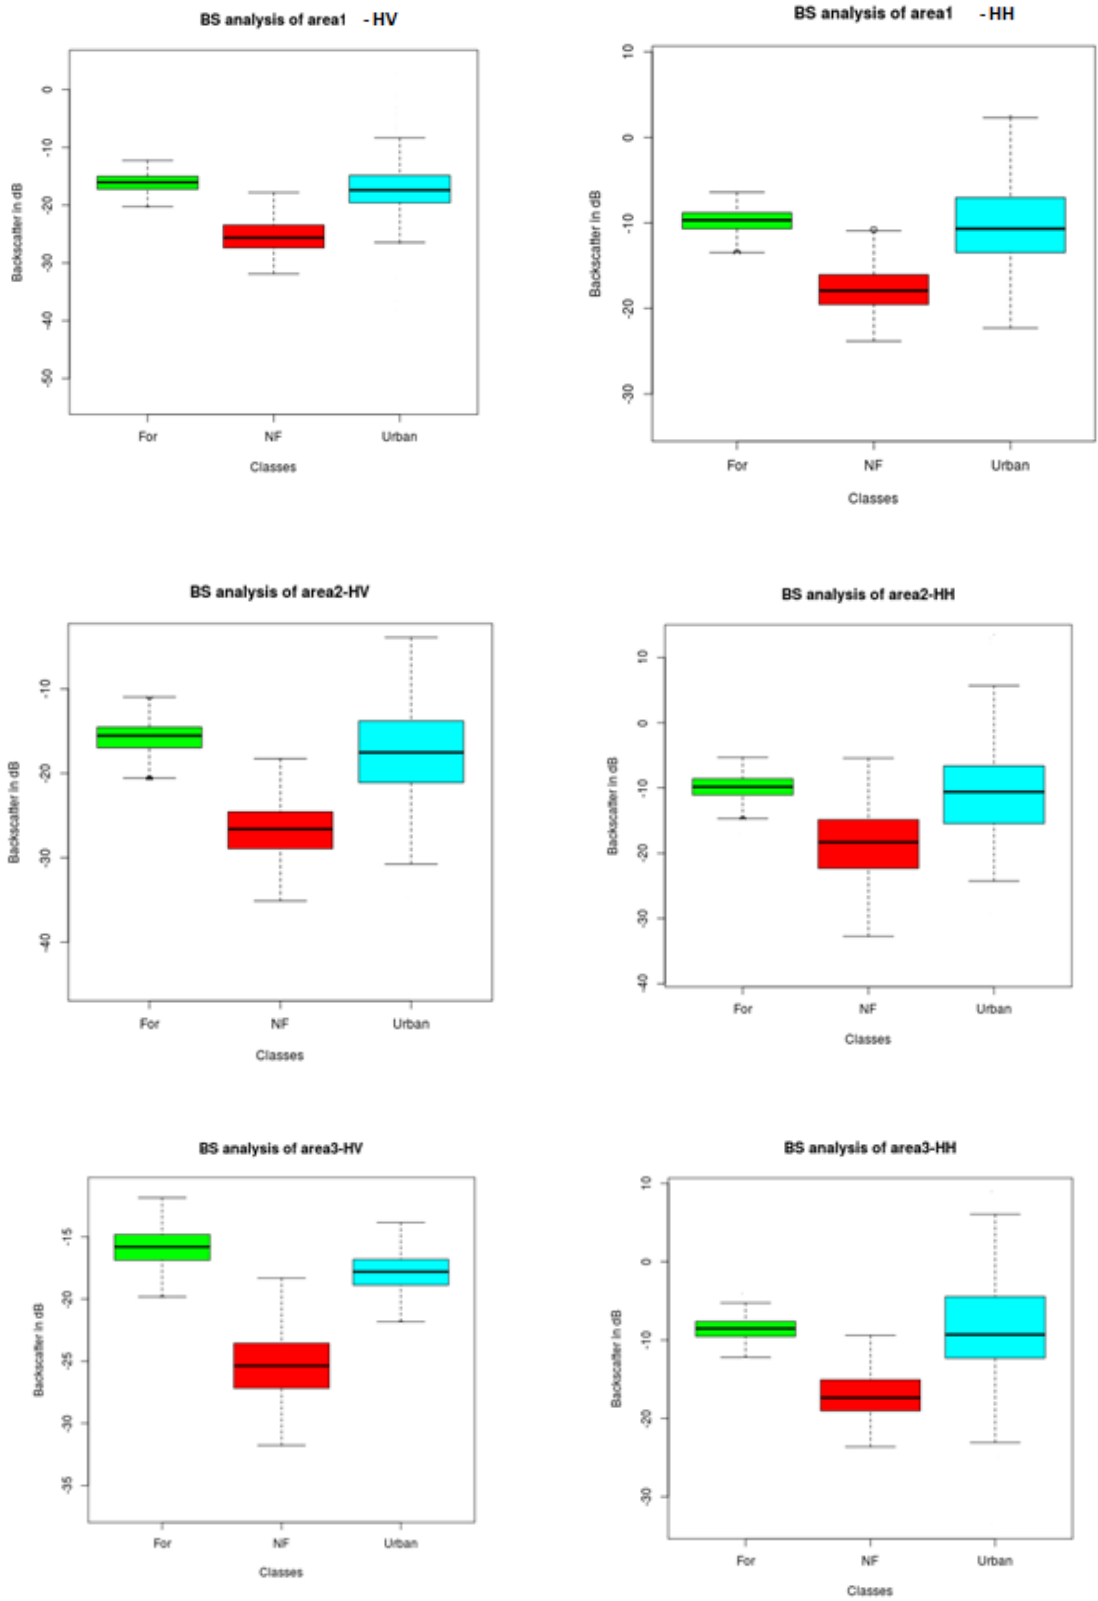 BS analysis of area1 - HV
0
-10
-20
-30
-40
-50
Backscatter in dB
For NF Urban
Classes
BS analysis of area1 - HH
10
0
-10
-20
-30
Backscatter in dB
For NF Urban
Classes
BS analysis of area2-HV
-10
-20
-30
-40
Backscatter in dB
For NF Urban
Classes
BS analysis of area2-HH
10
0
-10
-20
-30
-40
Backscatter in dB
For NF Urban
Classes
BS analysis of area3-HV
-15
-20
-25
-30
-35
Backscatter in dB
For NF Urban
Classes
BS analysis of area3-HH
10
0
-10
-20
-30
Backscatter in dB
For NF Urban
Classes